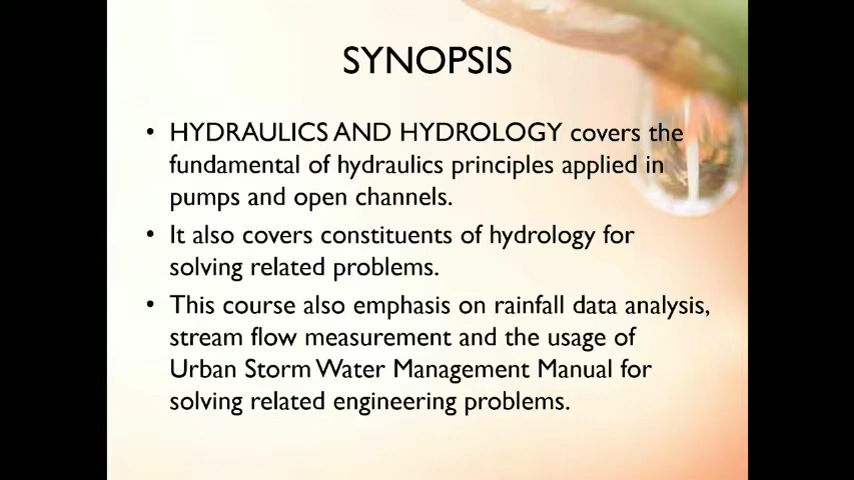 SYNOPSIS
• HYDRAULICS AND HYDROLOGY covers the
fundamental of hydraulics principles applied in
pumps and open channels.
• It also covers constituents of hydrology for
solving related problems.
• This course also emphasis on rainfall data analysis,
stream flow measurement and the usage of
Urban Storm Water Management Manual for
solving related engineering problems.